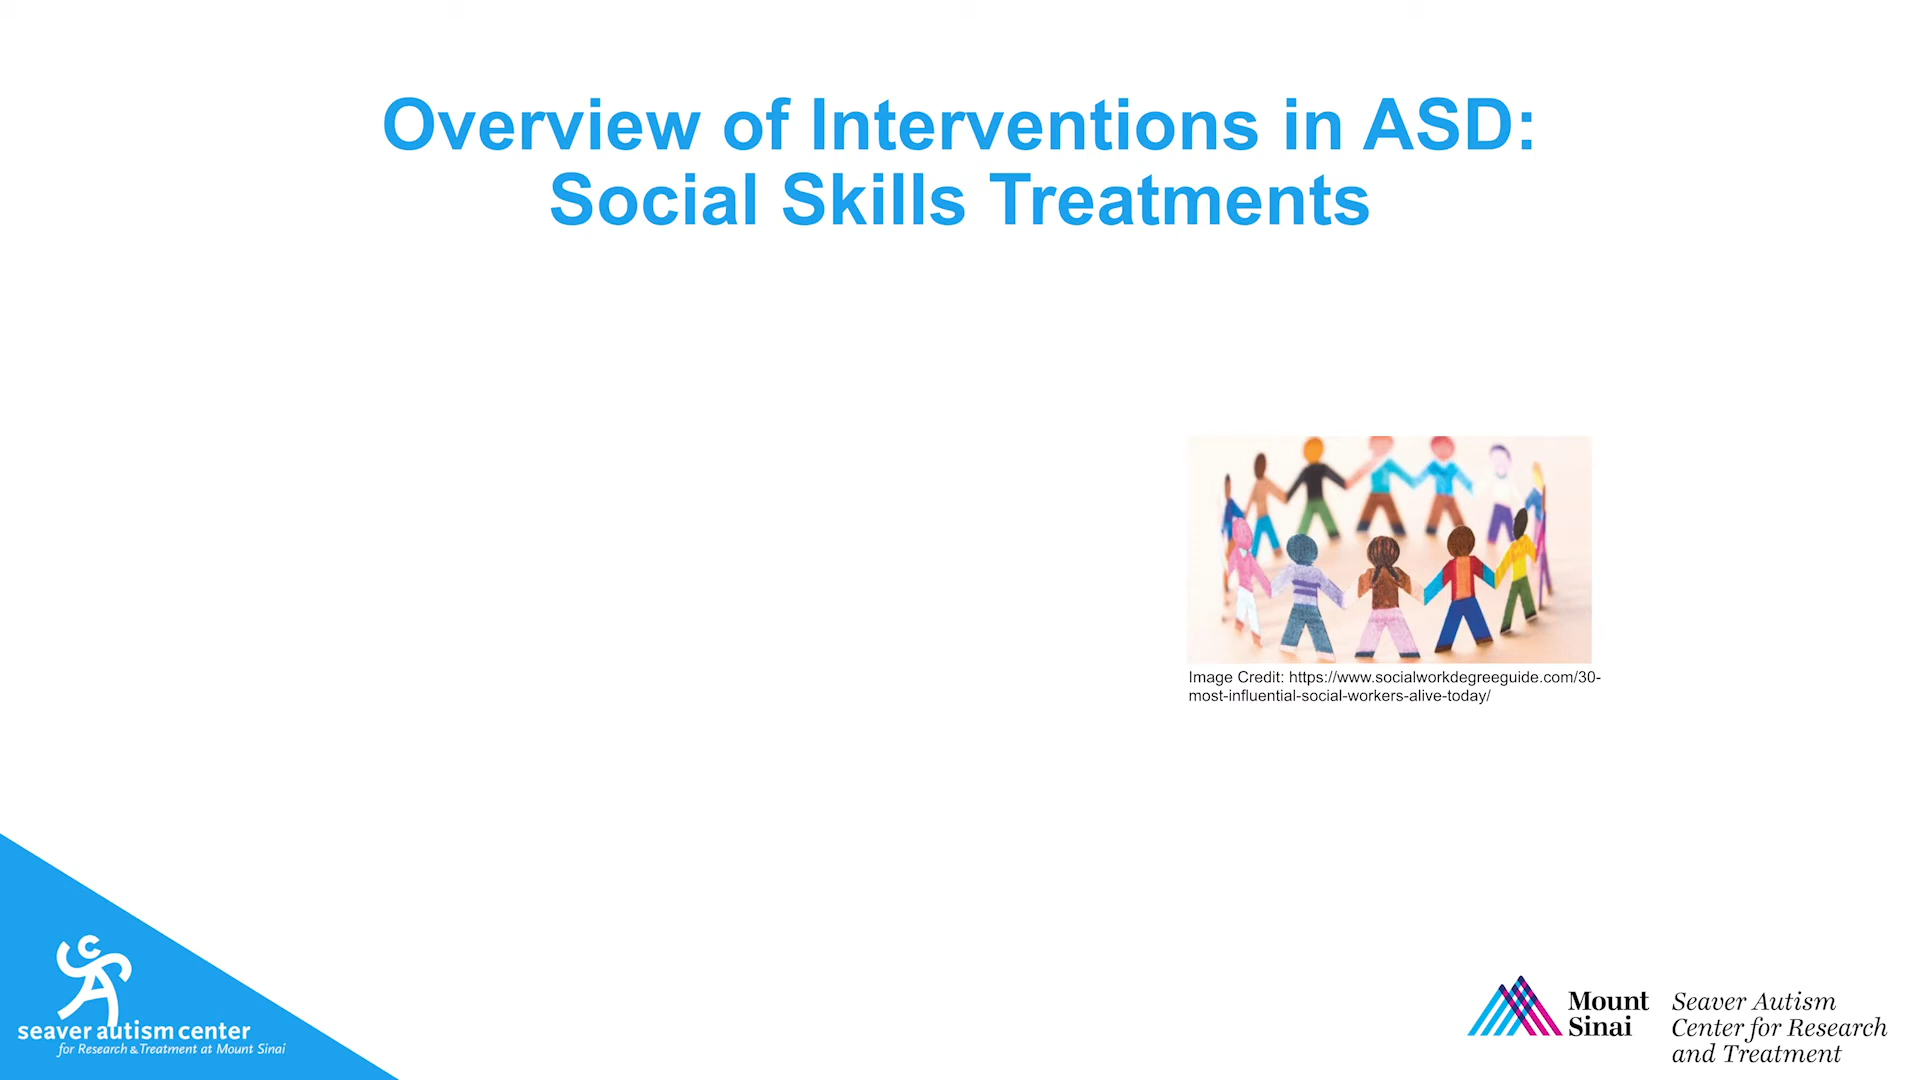 Overview of Interventions in ASD:
Social Skills Treatments
Image Credit: https://www.socialworkdegreeguide.com/30-
most-influential-social-workers-alive-today/
seaver autism center
for Research & Treatment at Mount Sinai
Mount
Sinai
Seaver Autism
Center for Research
and Treatment